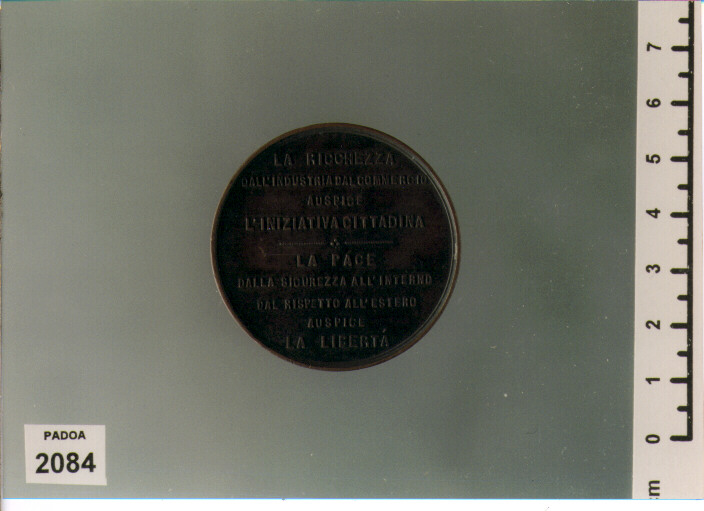 LA RICCHEZZA
DALL'INDUSTRIA DAL COMMERCIO
AUSPICE
L'INIZIATIVA CITTADINA
LA PACE
DALLA SICUREZZA ALL'INTERNO
DAL RISPETTO ALL'ESTERO
AUSPICE
LA LIBERTÀ
PADOA
2084
7
6
5
4
3
2
1
0
cm